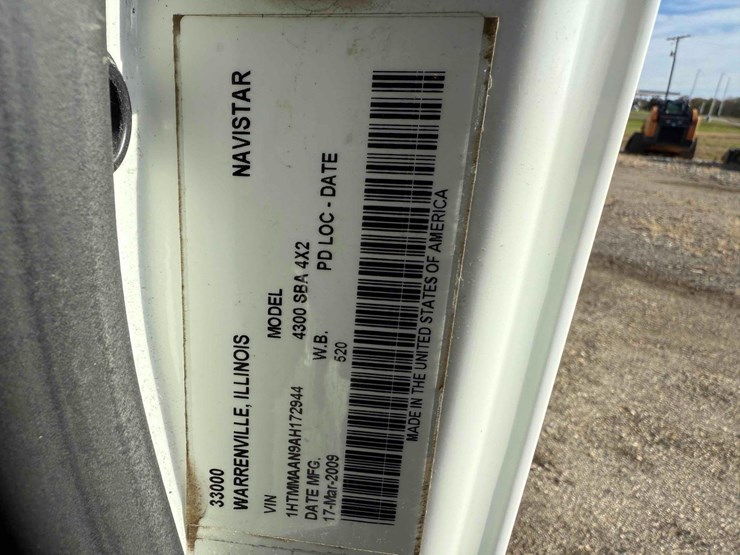 33000
WARRENVILLE, ILLINOIS NAVISTAR
VIN MODEL
1HTMMAAN9AH172944 4300 SBA 4X2
DATE MFG. W.B. PD LOC - DATE
17-Mar-2009 520
MADE IN THE UNITED STATES OF AMERICA